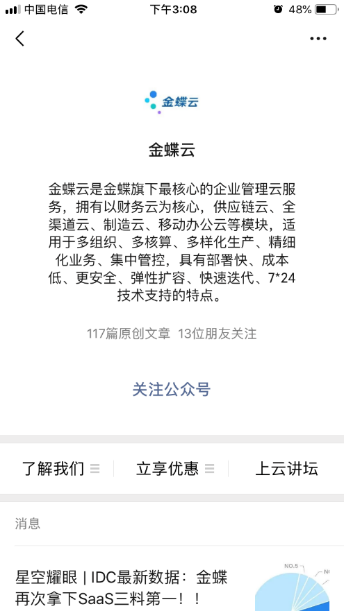 中国电信
下午3:08
48%
金蝶云
金蝶云
金蝶云是金蝶旗下最核心的企业管理云服
务，拥有以财务云为核心，供应链云、全
渠道云、制造云、移动办公云等模块，适
用于多组织、多核算、多样化生产、精细
化业务、集中管控，具有部署快、成本
低、更安全、弹性扩容、快速迭代、7*24
技术支持的特点。
117篇原创文章 13位朋友关注
关注公众号
了解我们
立享优惠
上云讲坛
消息
星空耀眼 | IDC最新数据：金蝶
再次拿下SaaS三料第一！！
NO.5